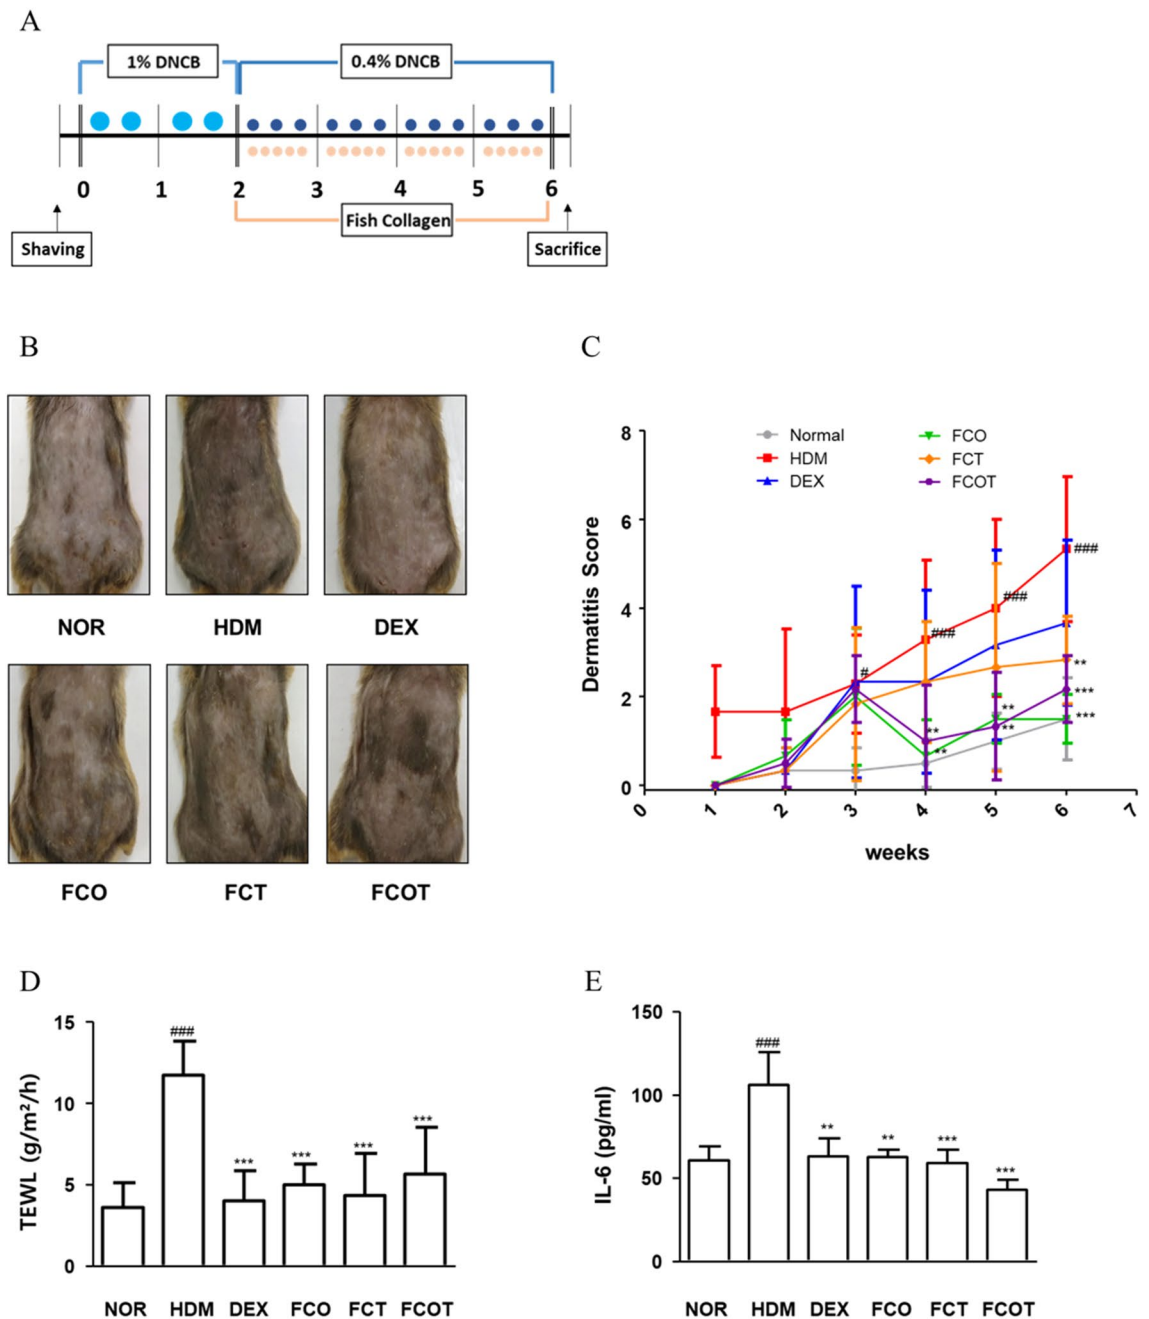 A
1% DNCB
0.4% DNCB
0 1 2 3 4 5 6
Fish Collagen
Shaving
Sacrifice
B
NOR HDM DEX
FCO FCT FCOT
C
Normal FCO
HDM FCT
DEX FCOT
8
6
4
2
0
Dermatitis Score
#
###
###
###
**
**
**
**
**
***
***
0 1 2 3 4 5 6 7
weeks
D
15
10
5
0
TEWL (g/m²/h)
###
***
***
***
***
NOR HDM DEX FCO FCT FCOT
E
150
100
50
0
IL-6 (pg/ml)
###
**
**
***
***
NOR HDM DEX FCO FCT FCOT